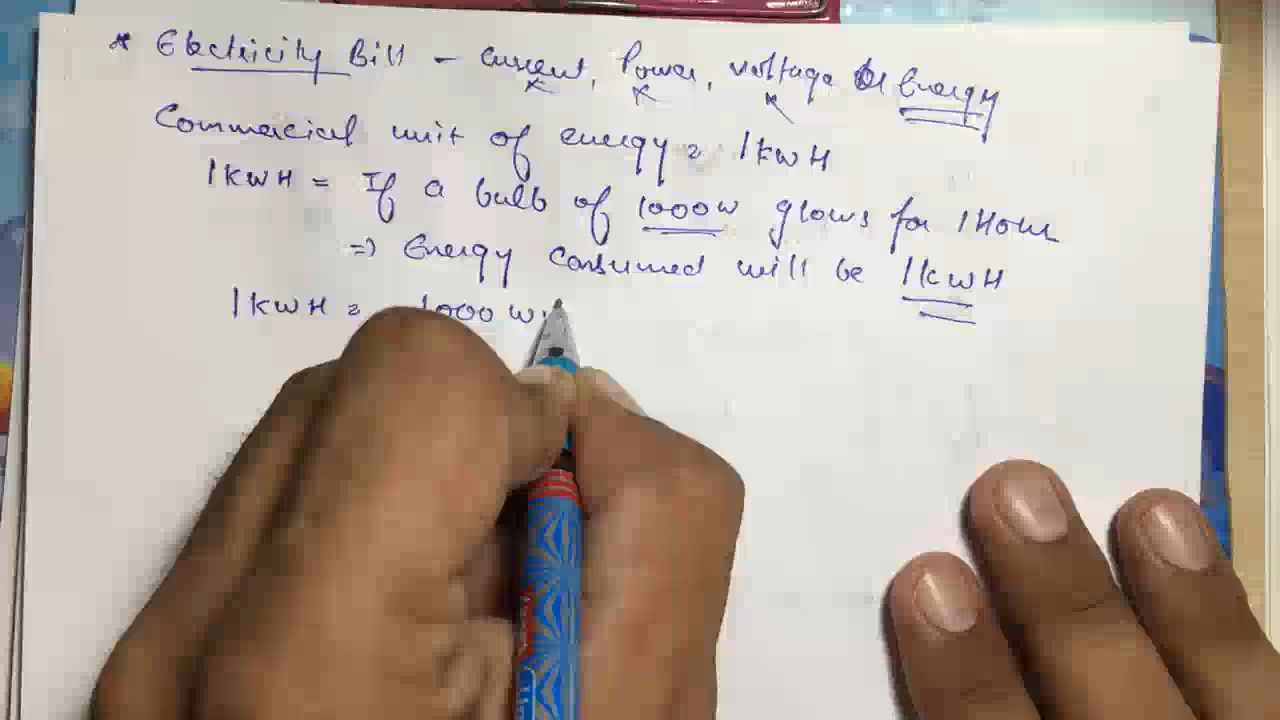 * Electricity Bill - Current, Power, Voltage or Energy
Commercial unit of energy = 1kwH
1kwH = If a bulb of 1000w glows for 1Hour
=> Energy consumed will be 1kwH
1kwH = 1000 w